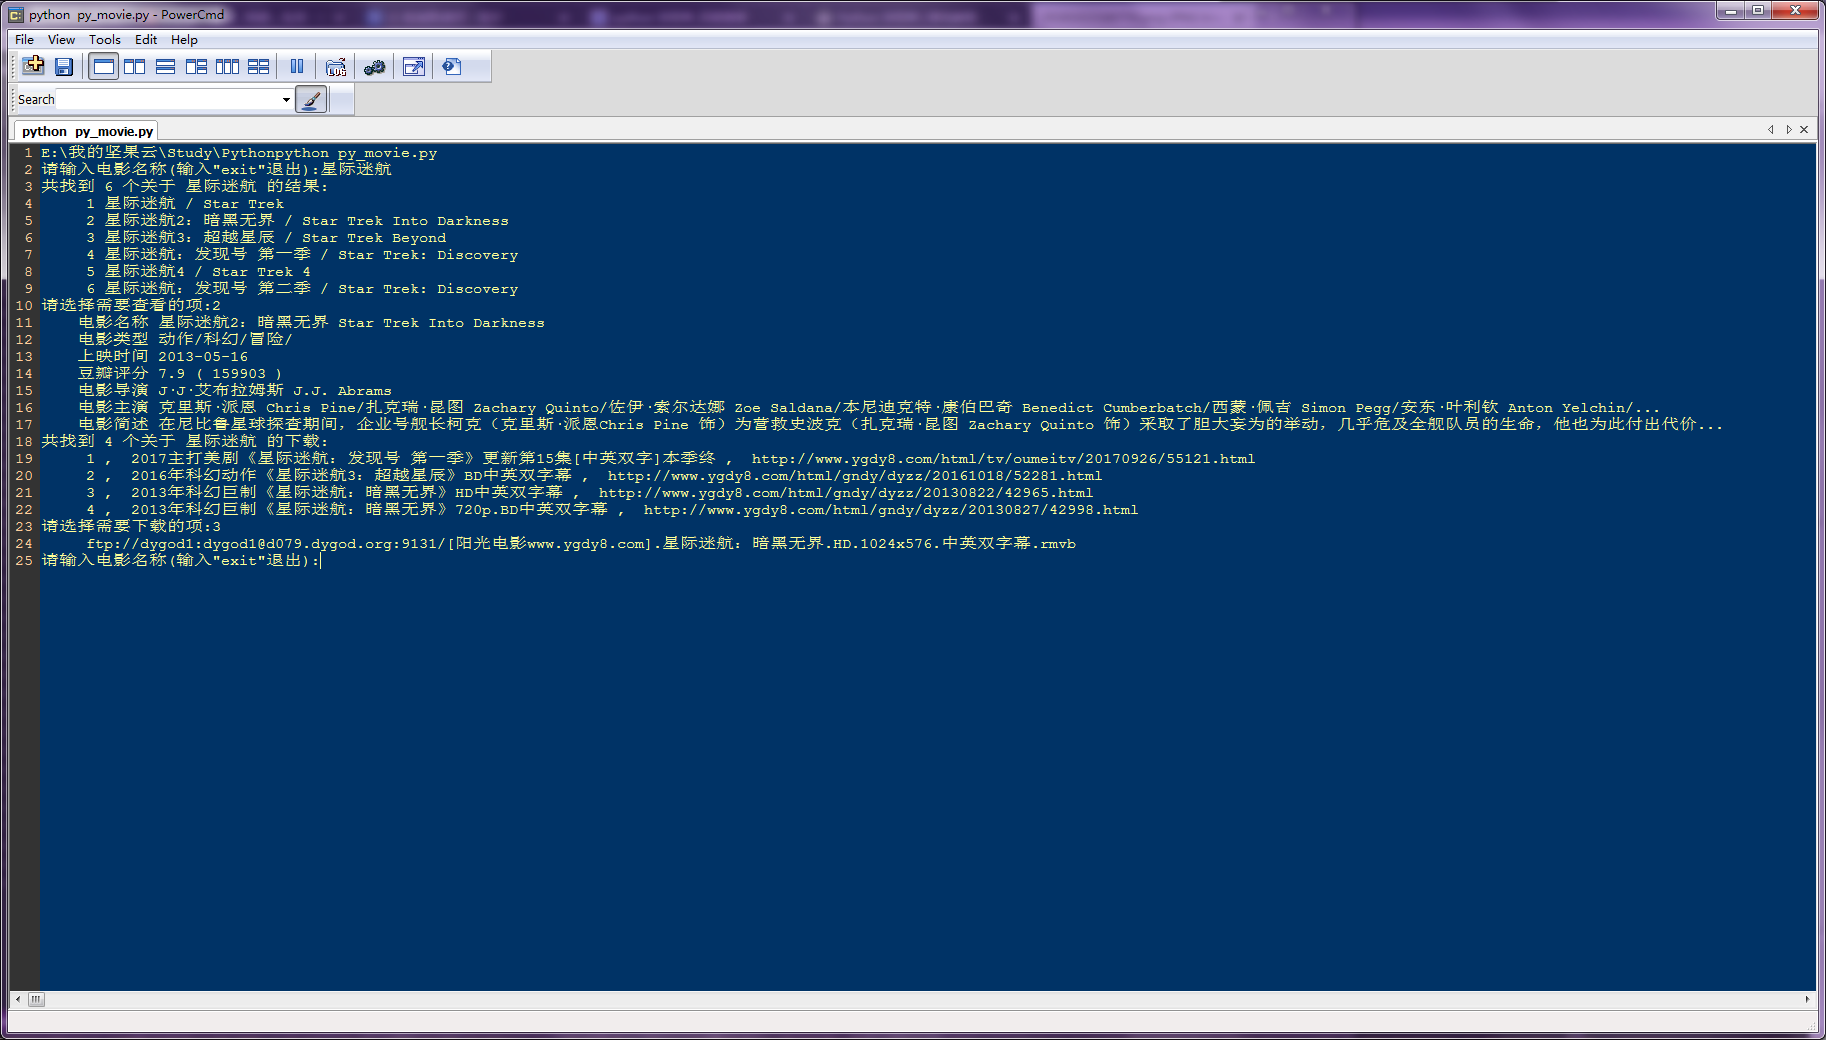 python  py_movie.py - PowerCmd
File View Tools Edit Help
LOG
Search
python  py_movie.py
1 E:\我的坚果云\Study\Pythonpython py_movie.py
2 请输入电影名称(输入"exit"退出):星际迷航
3 共找到 6 个关于 星际迷航 的结果：
4 1 星际迷航 / Star Trek
5 2 星际迷航2：暗黑无界 / Star Trek Into Darkness
6 3 星际迷航3：超越星辰 / Star Trek Beyond
7 4 星际迷航：发现号 第一季 / Star Trek: Discovery
8 5 星际迷航4 / Star Trek 4
9 6 星际迷航：发现号 第二季 / Star Trek: Discovery
10 请选择需要查看的项:2
11 电影名称 星际迷航2：暗黑无界 Star Trek Into Darkness
12 电影类型 动作/科幻/冒险/
13 上映时间 2013-05-16
14 豆瓣评分 7.9 ( 159903 )
15 电影导演 J·J·艾布拉姆斯 J.J. Abrams
16 电影主演 克里斯·派恩 Chris Pine/扎克瑞·昆图 Zachary Quinto/佐伊·索尔达娜 Zoe Saldana/本尼迪克特·康伯巴奇 Benedict Cumberbatch/西蒙·佩吉 Simon Pegg/安东·叶利钦 Anton Yelchin/...
17 电影简述 在尼比鲁星球探查期间，企业号舰长柯克（克里斯·派恩Chris Pine 饰）为营救史波克（扎克瑞·昆图 Zachary Quinto 饰）采取了胆大妄为的举动，几乎危及全舰队员的生命，他也为此付出代价...
18 共找到 4 个关于 星际迷航 的下载：
19 1 ， 2017主打美剧《星际迷航：发现号 第一季》更新第15集[中英双字]本季终 ， http://www.ygdy8.com/html/tv/oumeitv/20170926/55121.html
20 2 ， 2016年科幻动作《星际迷航3：超越星辰》BD中英双字幕 ， http://www.ygdy8.com/html/gndy/dyzz/20161018/52281.html
21 3 ， 2013年科幻巨制《星际迷航：暗黑无界》HD中英双字幕 ， http://www.ygdy8.com/html/gndy/dyzz/20130822/42965.html
22 4 ， 2013年科幻巨制《星际迷航：暗黑无界》720p.BD中英双字幕 ， http://www.ygdy8.com/html/gndy/dyzz/20130827/42998.html
23 请选择需要下载的项:3
24 ftp://dygod1:dygod1@d079.dygod.org:9131/[阳光电影www.ygdy8.com].星际迷航：暗黑无界.HD.1024x576.中英双字幕.rmvb
25 请输入电影名称(输入"exit"退出):